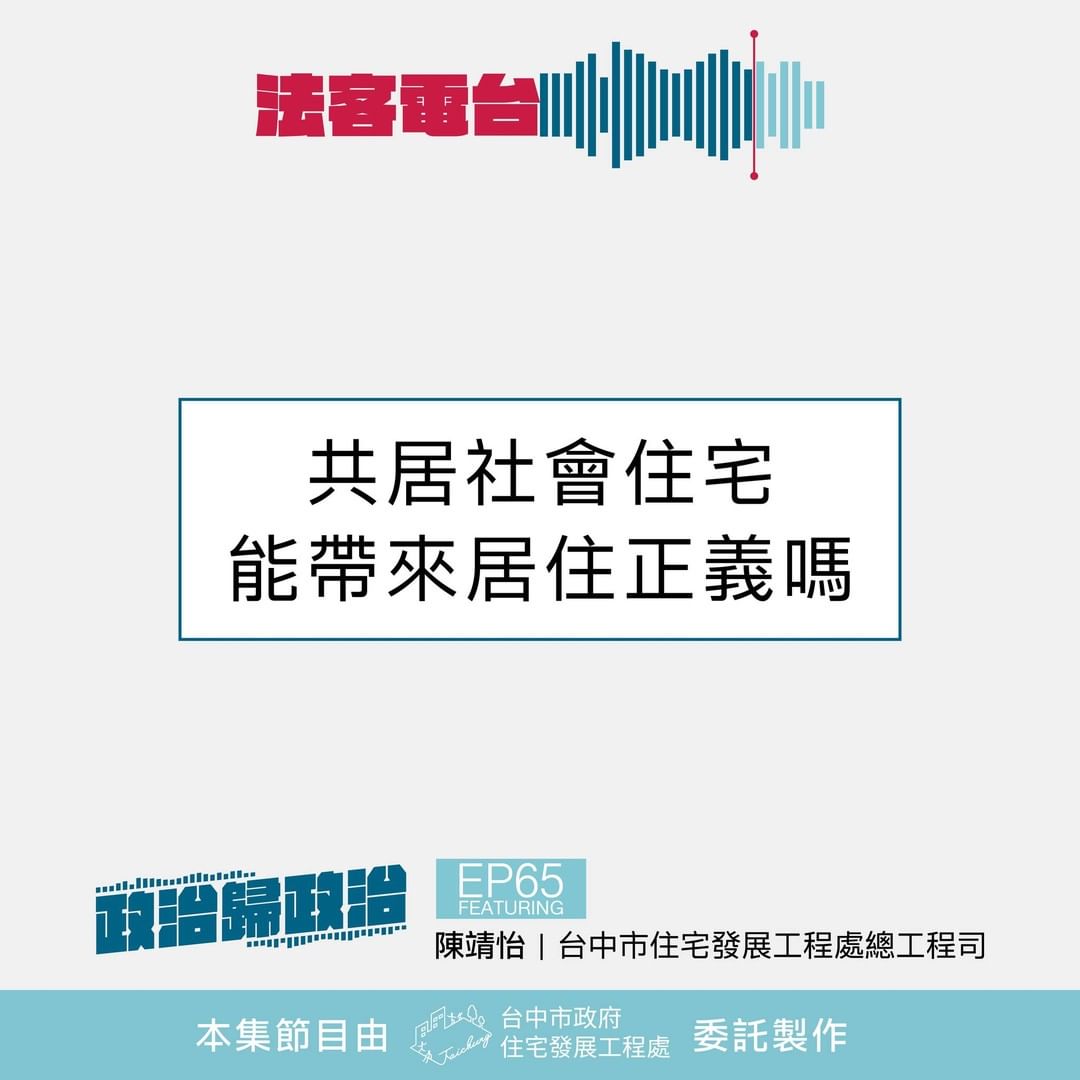 法客電台
共居社會住宅
能帶來居住正義嗎
政治歸政治
EP65
FEATURING
陳靖怡 | 台中市住宅發展工程處總工程司
本集節目由
Taichung
台中市政府
住宅發展工程處
委託製作